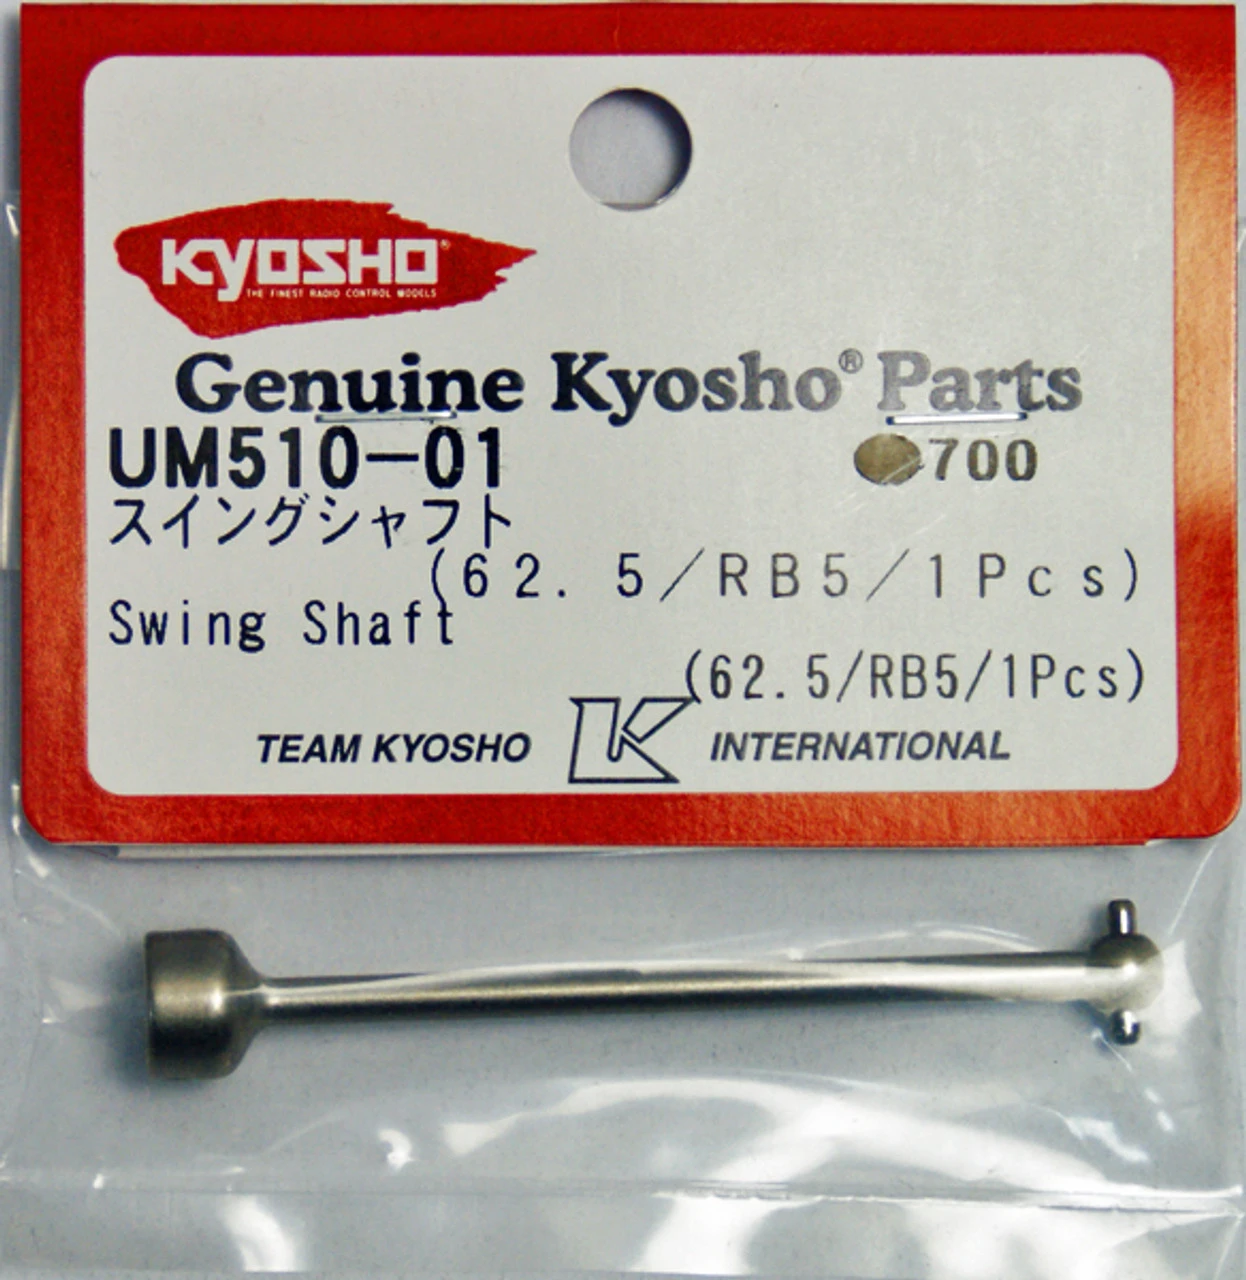 KYOSHO®
THE FINEST RADIO CONTROL MODELS
Genuine Kyosho® Parts
UM510-01 700
スイングシャフト
(62.5/RB5/1Pcs)
Swing Shaft
(62.5/RB5/1Pcs)
TEAM KYOSHO K INTERNATIONAL